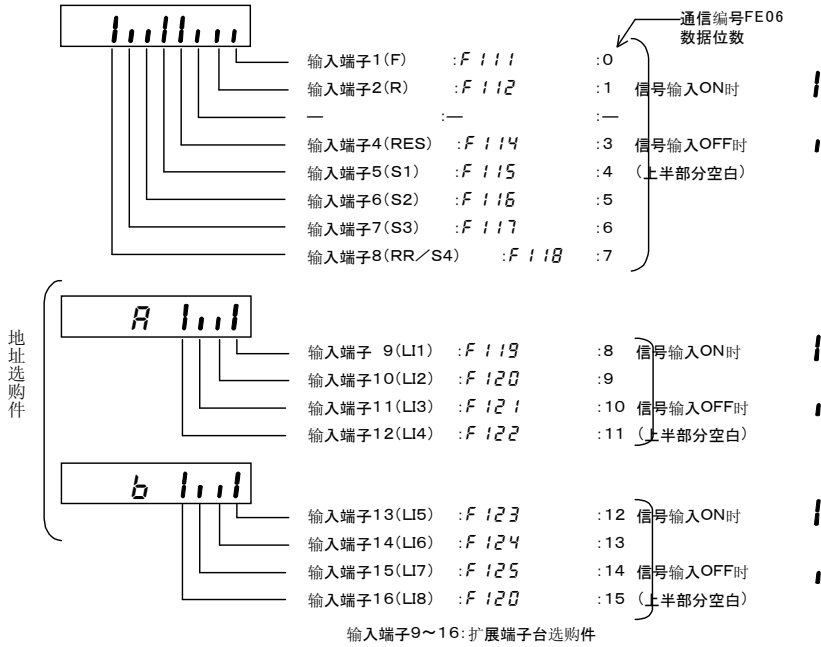 通信编号FE06
数据位数
输入端子1(F) :F111 :0
输入端子2(R) :F112 :1 信号输入ON时
— :— :—
输入端子4(RES) :F114 :3 信号输入OFF时
输入端子5(S1) :F115 :4 (上半部分空白)
输入端子6(S2) :F116 :5
输入端子7(S3) :F117 :6
输入端子8(RR/S4) :F118 :7
地址选购件
A
输入端子 9(LI1) :F119 :8 信号输入ON时
输入端子10(LI2) :F120 :9
输入端子11(LI3) :F121 :10 信号输入OFF时
输入端子12(LI4) :F122 :11 (上半部分空白)
b
输入端子13(LI5) :F123 :12 信号输入ON时
输入端子14(LI6) :F124 :13
输入端子15(LI7) :F125 :14 信号输入OFF时
输入端子16(LI8) :F120 :15 (上半部分空白)
输入端子9~16:扩展端子台选购件